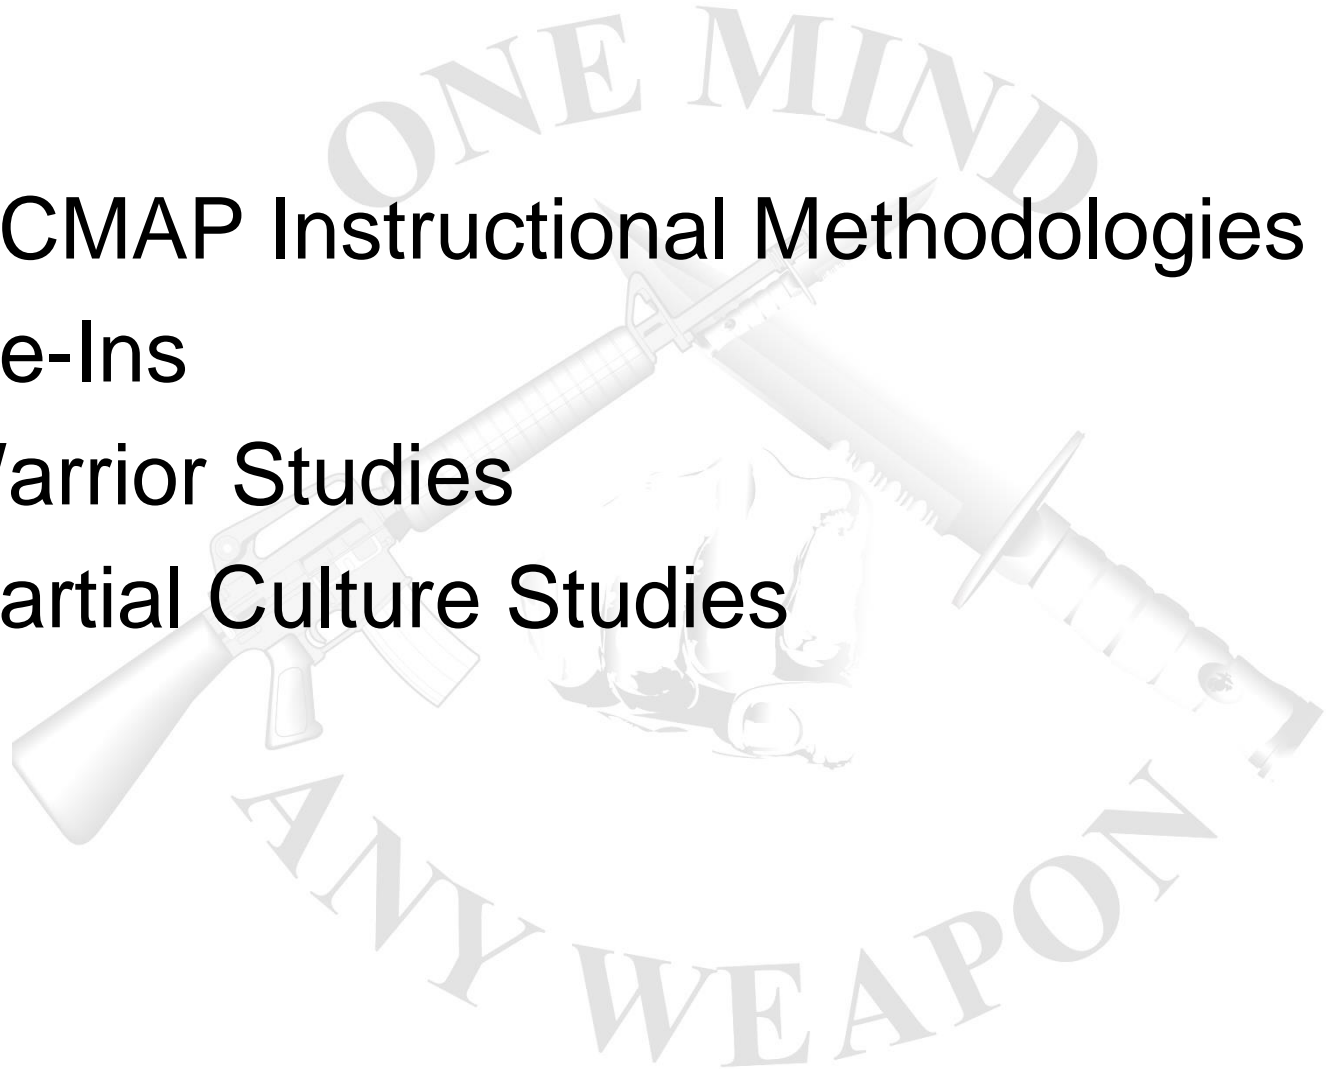 ONE MIND
CMAP Instructional Methodologies
e-Ins
arrior Studies
artial Culture Studies
ANY WEAPON